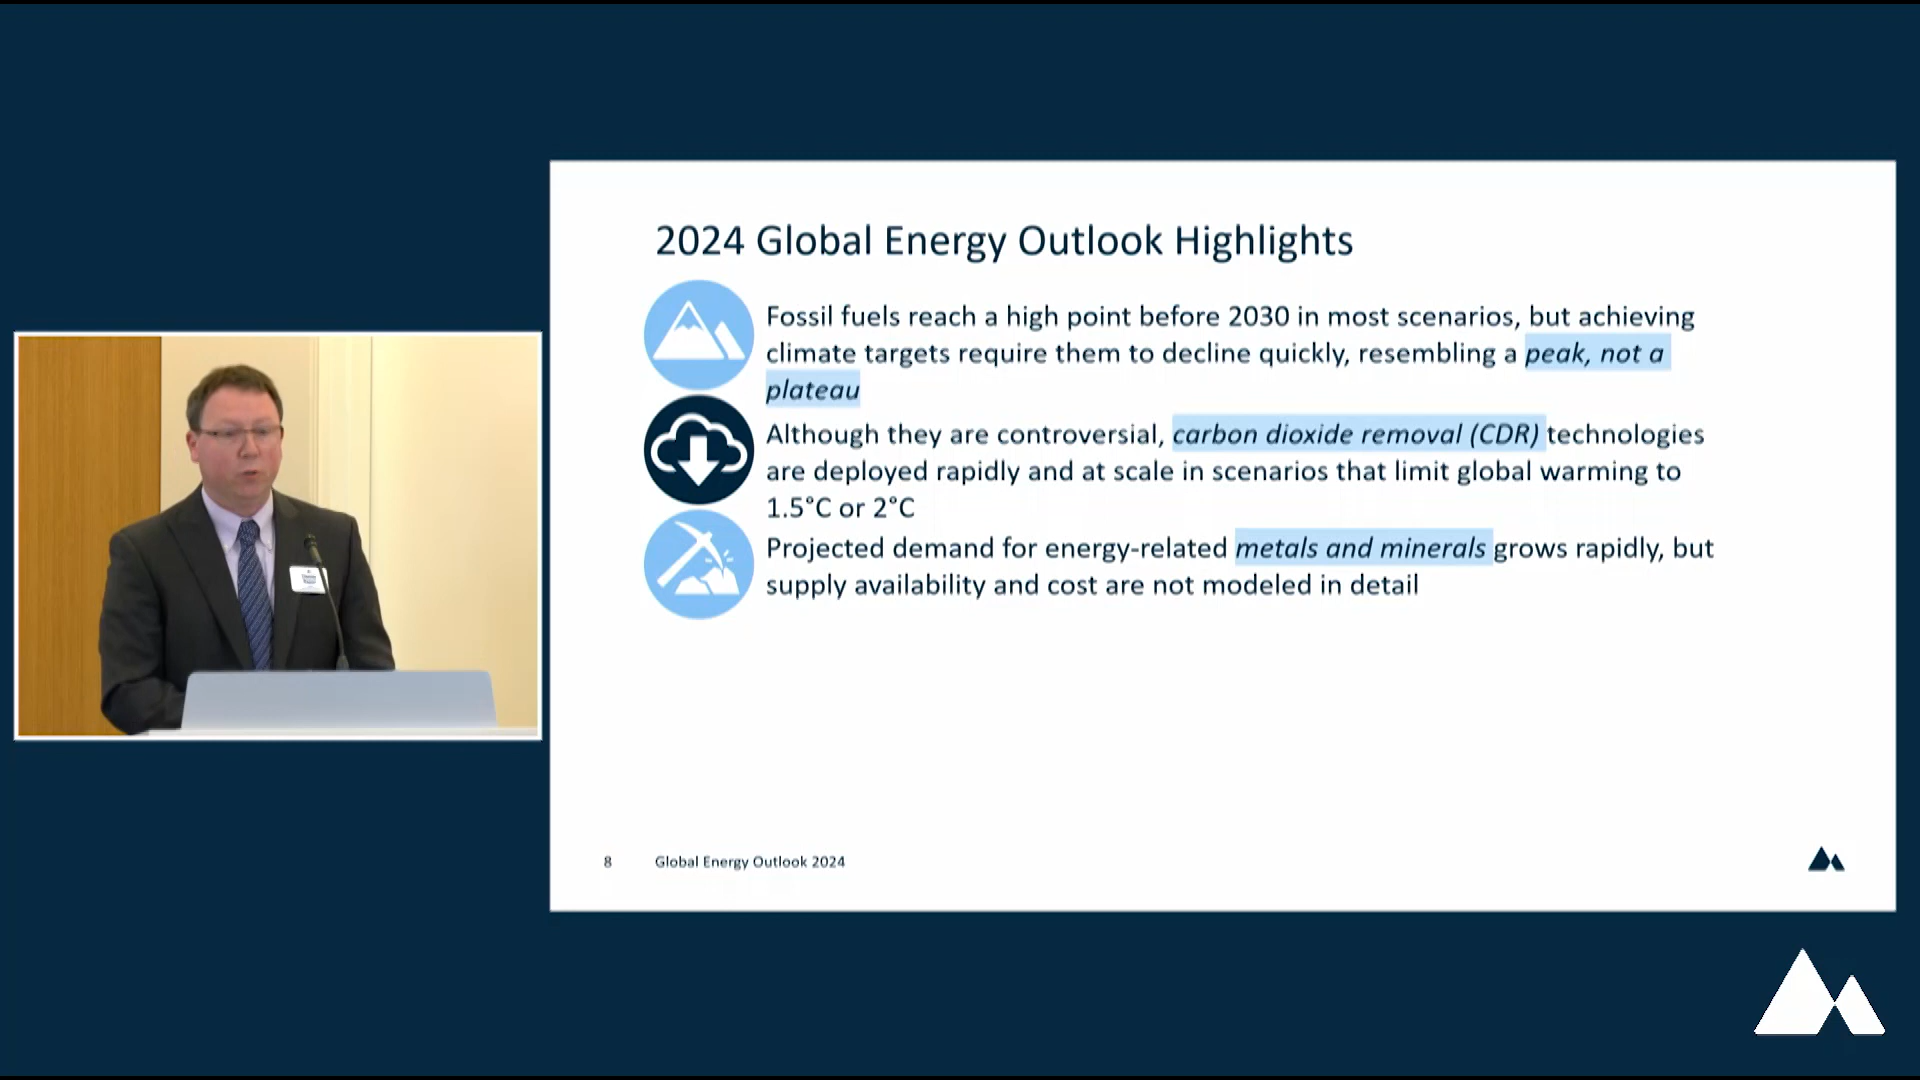 2024 Global Energy Outlook Highlights
Fossil fuels reach a high point before 2030 in most scenarios, but achieving
climate targets require them to decline quickly, resembling a peak, not a
plateau
Although they are controversial, carbon dioxide removal (CDR) technologies
are deployed rapidly and at scale in scenarios that limit global warming to
1.5°C or 2°C
Projected demand for energy-related metals and minerals grows rapidly, but
supply availability and cost are not modeled in detail
8 Global Energy Outlook 2024